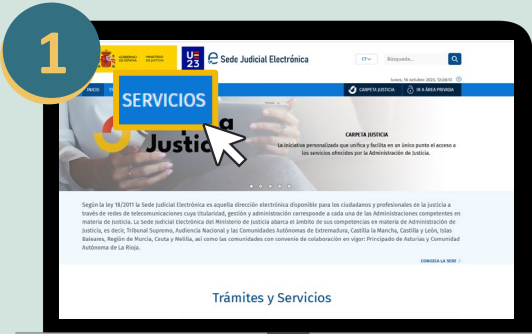 1
GOBIERNO DE ESPAÑA
MINISTERIO DE JUSTICIA
U=
23
Sede Judicial Electrónica
Búsqueda...
lunes, 16 octubre 2023,
INICIO
SERVICIOS
CARPETA JUSTICIA
IR A ÁREA PRIVADA
Justic
CARPETA JUSTICIA
La iniciativa personalizada que unifica y facilita en un único punto el acceso a
los servicios ofrecidos por la Administración de Justicia.
Según la ley 18/2011 la Sede Judicial Electrónica es aquella dirección electrónica disponible para los ciudadanos y profesionales de la justicia a
través de redes de telecomunicaciones cuya titularidad, gestión y administración corresponde a cada una de las Administraciones competentes en
materia de Justicia. La Sede Judicial Electrónica del Ministerio de Justicia abarca el ámbito de sus competencias en materia de Administración de
Justicia, es decir, Tribunal Supremo, Audiencia Nacional y las Comunidades Autónomas de Extremadura, Castilla la Mancha, Castilla y León, Islas
Baleares, Región de Murcia, Ceuta y Melilla, así como las comunidades con convenio de colaboración en vigor: Principado de Asturias y Comunidad
Autónoma de La Rioja.
CONOZCA LA SEDE >
Trámites y Servicios